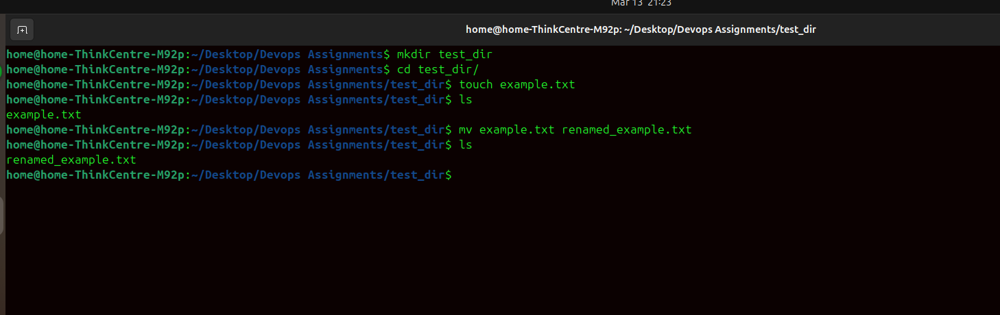 Mar 13 21:23
home@home-ThinkCentre-M92p: ~/Desktop/Devops Assignments/test_dir
home@home-ThinkCentre-M92p:~/Desktop/Devops Assignments$ mkdir test_dir
home@home-ThinkCentre-M92p:~/Desktop/Devops Assignments$ cd test_dir/
home@home-ThinkCentre-M92p:~/Desktop/Devops Assignments/test_dir$ touch example.txt
home@home-ThinkCentre-M92p:~/Desktop/Devops Assignments/test_dir$ ls
example.txt
home@home-ThinkCentre-M92p:~/Desktop/Devops Assignments/test_dir$ mv example.txt renamed_example.txt
home@home-ThinkCentre-M92p:~/Desktop/Devops Assignments/test_dir$ ls
renamed_example.txt
home@home-ThinkCentre-M92p:~/Desktop/Devops Assignments/test_dir$